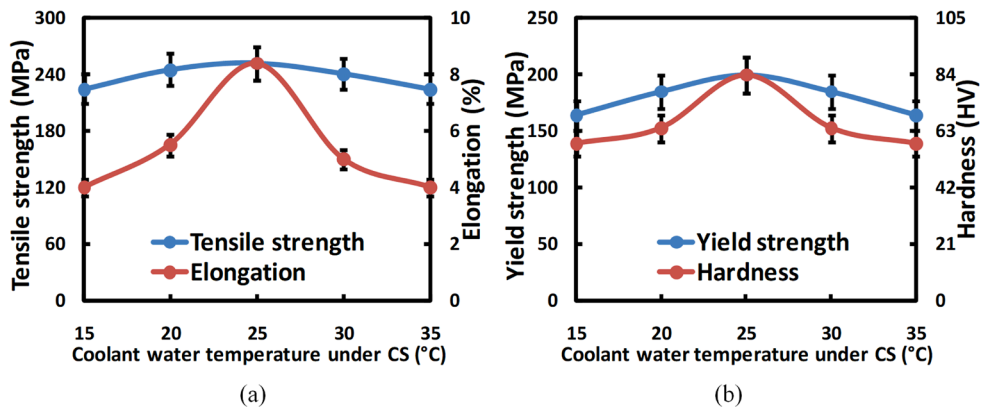 300
240
180
120
60
0
Tensile strength (MPa)
10
8
6
4
2
0
Elongation (%)
Tensile strength
Elongation
15 20 25 30 35
Coolant water temperature under CS (°C)
(a)
250
200
150
100
50
0
Yield strength (MPa)
105
84
63
42
21
0
Hardness (HV)
Yield strength
Hardness
15 20 25 30 35
Coolant water temperature under CS (°C)
(b)